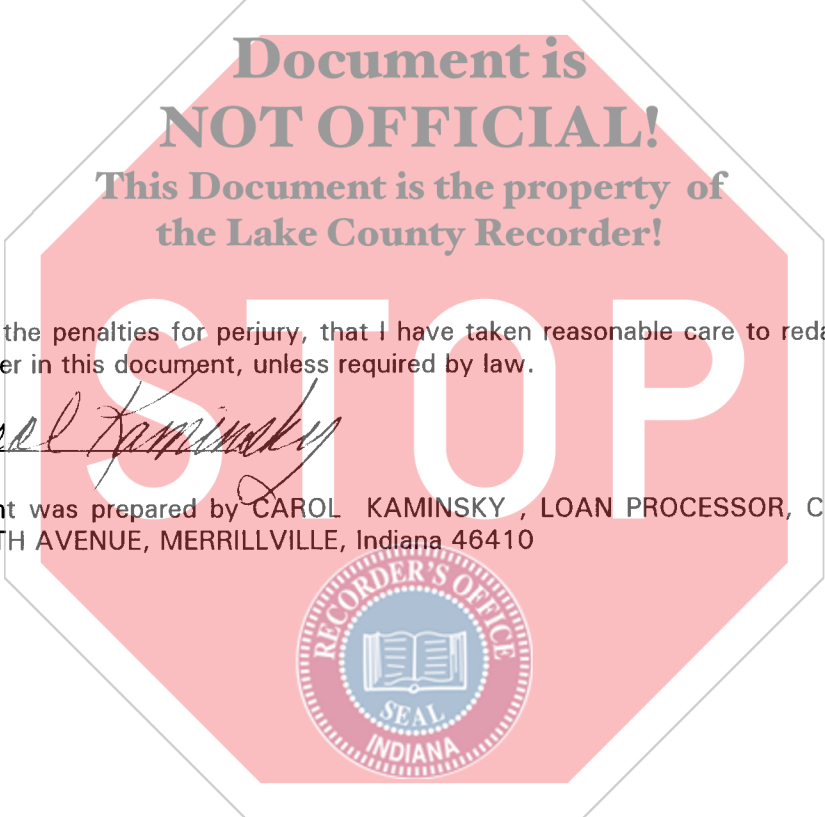 Document is
NOT OFFICIAL!
This Document is the property of
the Lake County Recorder!
STOP
the penalties for perjury, that I have taken reasonable care to reda
er in this document, unless required by law.
Kaminsky
nt was prepared by CAROL KAMINSKY , LOAN PROCESSOR, C
TH AVENUE, MERRILLVILLE, Indiana 46410
RECORDER'S OFFICE
SEAL
INDIANA